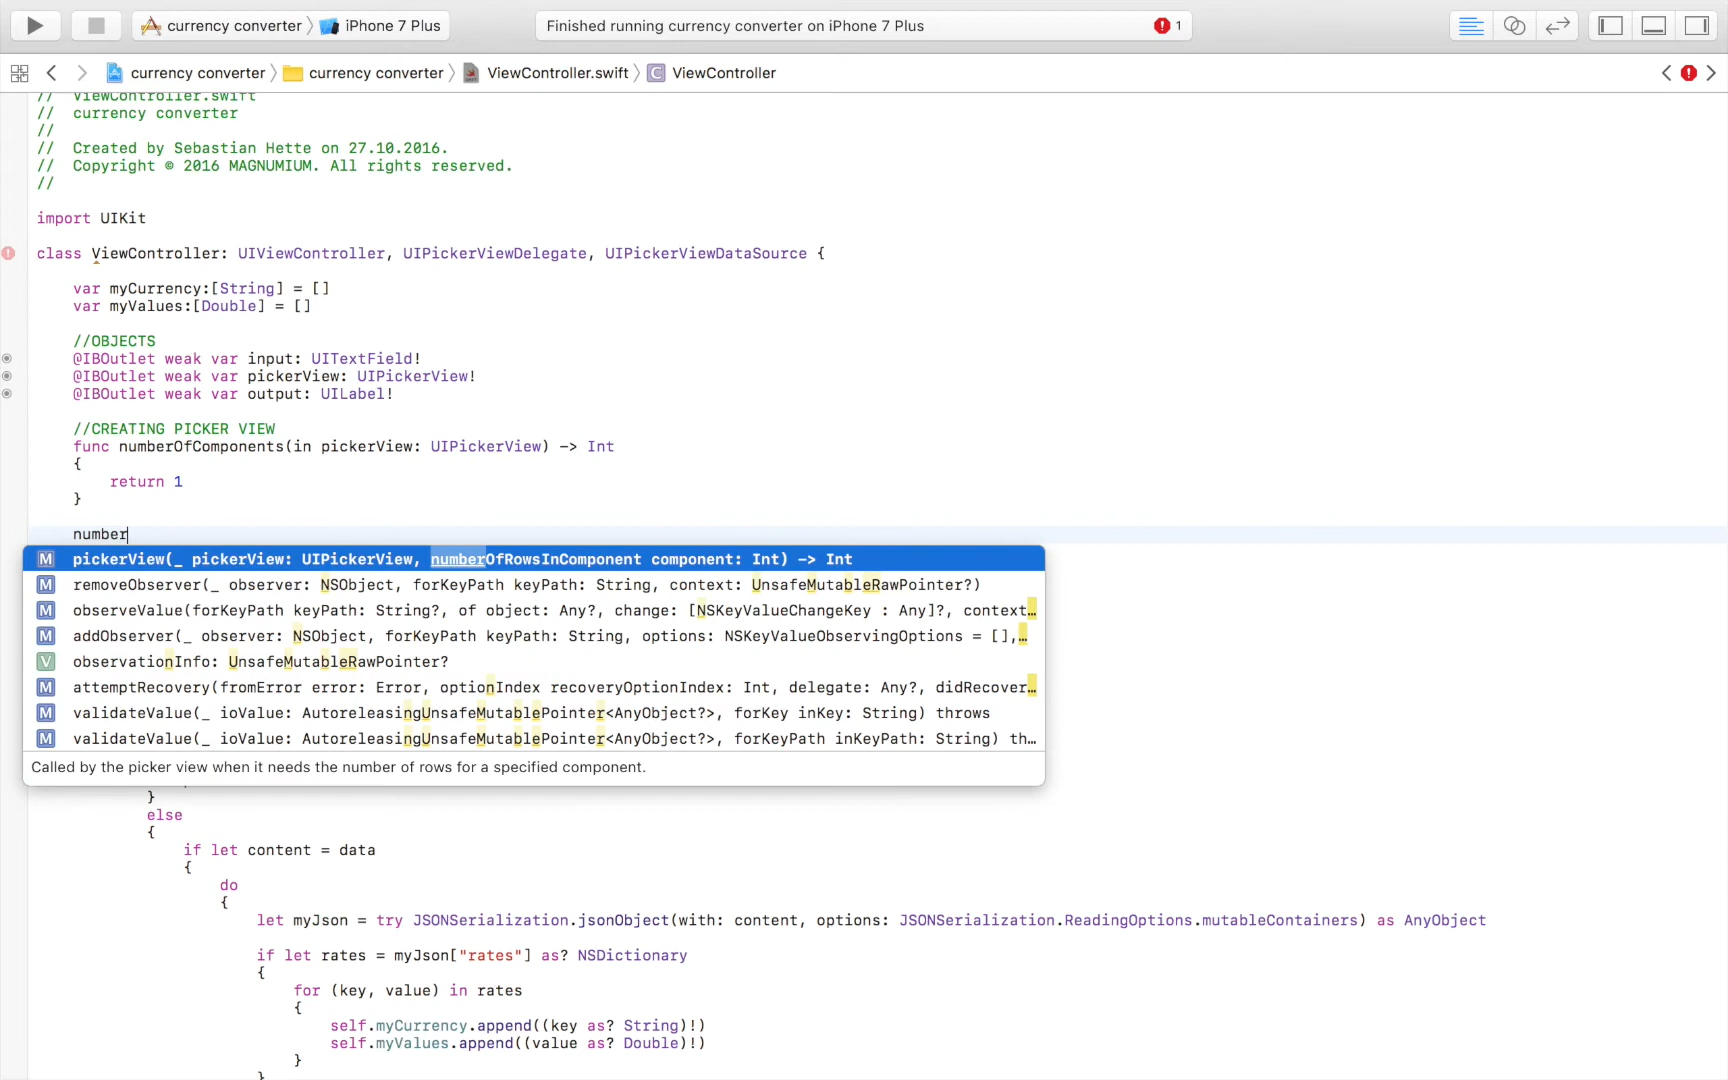 currency converter iPhone 7 Plus Finished running currency converter on iPhone 7 Plus 1
currency converter currency converter ViewController.swift C ViewController
// ViewController.swift
// currency converter
//
// Created by Sebastian Hette on 27.10.2016.
// Copyright © 2016 MAGNUMIUM. All rights reserved.
//
import UIKit
class ViewController: UIViewController, UIPickerViewDelegate, UIPickerViewDataSource {
var myCurrency:[String] = []
var myValues:[Double] = []
//OBJECTS
@IBOutlet weak var input: UITextField!
@IBOutlet weak var pickerView: UIPickerView!
@IBOutlet weak var output: UILabel!
//CREATING PICKER VIEW
func numberOfComponents(in pickerView: UIPickerView) -> Int
{
return 1
}
number
M pickerView(_ pickerView: UIPickerView, numberOfRowsInComponent component: Int) -> Int
M removeObserver(_ observer: NSObject, forKeyPath keyPath: String, context: UnsafeMutableRawPointer?)
M observeValue(forKeyPath keyPath: String?, of object: Any?, change: [NSKeyValueChangeKey : Any]?, context…
M addObserver(_ observer: NSObject, forKeyPath keyPath: String, options: NSKeyValueObservingOptions = [],…
V observationInfo: UnsafeMutableRawPointer?
M attemptRecovery(fromError error: Error, optionIndex recoveryOptionIndex: Int, delegate: Any?, didRecover…
M validateValue(_ ioValue: AutoreleasingUnsafeMutablePointer<AnyObject?>, forKey inKey: String) throws
M validateValue(_ ioValue: AutoreleasingUnsafeMutablePointer<AnyObject?>, forKeyPath inKeyPath: String) th…
Called by the picker view when it needs the number of rows for a specified component.
}
else
{
if let content = data
{
do
{
let myJson = try JSONSerialization.jsonObject(with: content, options: JSONSerialization.ReadingOptions.mutableContainers) as AnyObject
if let rates = myJson["rates"] as? NSDictionary
{
for (key, value) in rates
{
self.myCurrency.append((key as? String)!)
self.myValues.append((value as? Double)!)
}
}